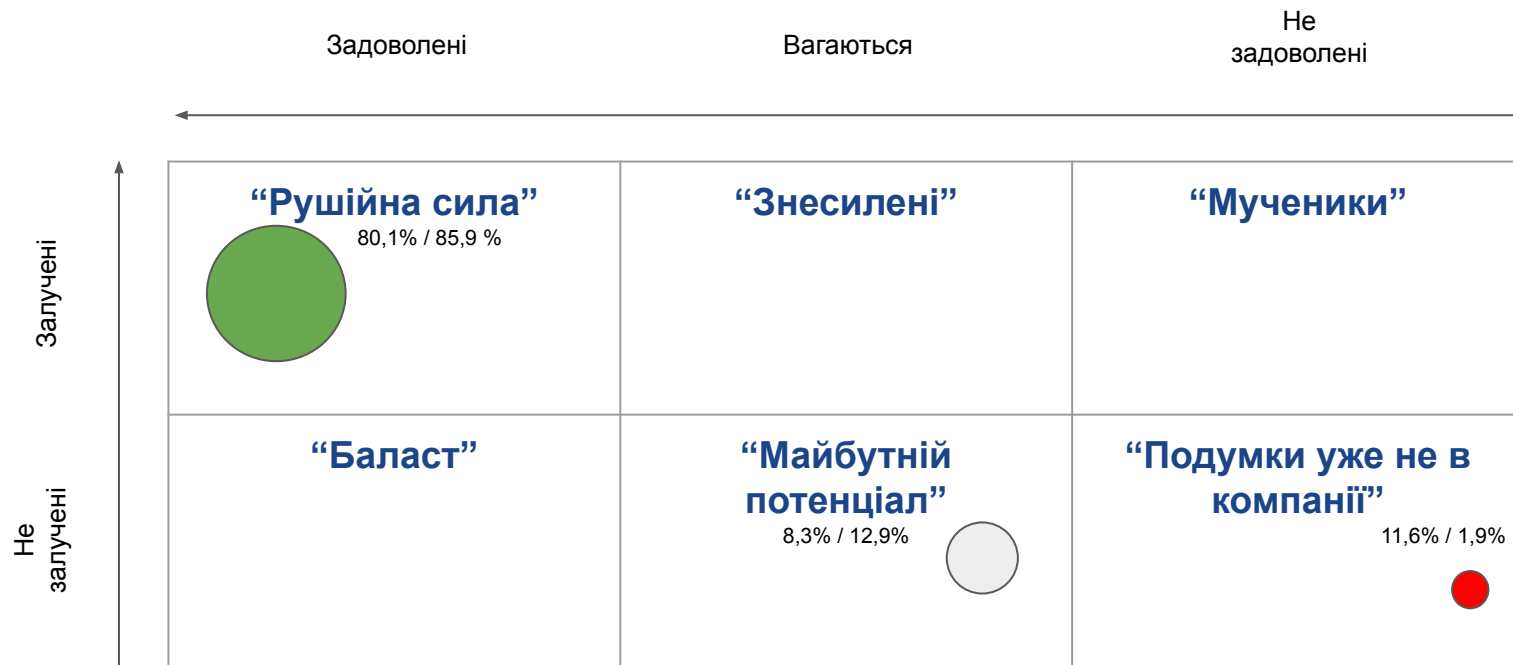 Задоволені
Вагаються
Не
задоволені
Залучені
“Рушійна сила”
80,1% / 85,9 %
“Знесилені”
“Мученики”
Не
залучені
“Баласт”
“Майбутній
потенціал”
8,3% / 12,9%
“Подумки уже не в
компанії”
11,6% / 1,9%